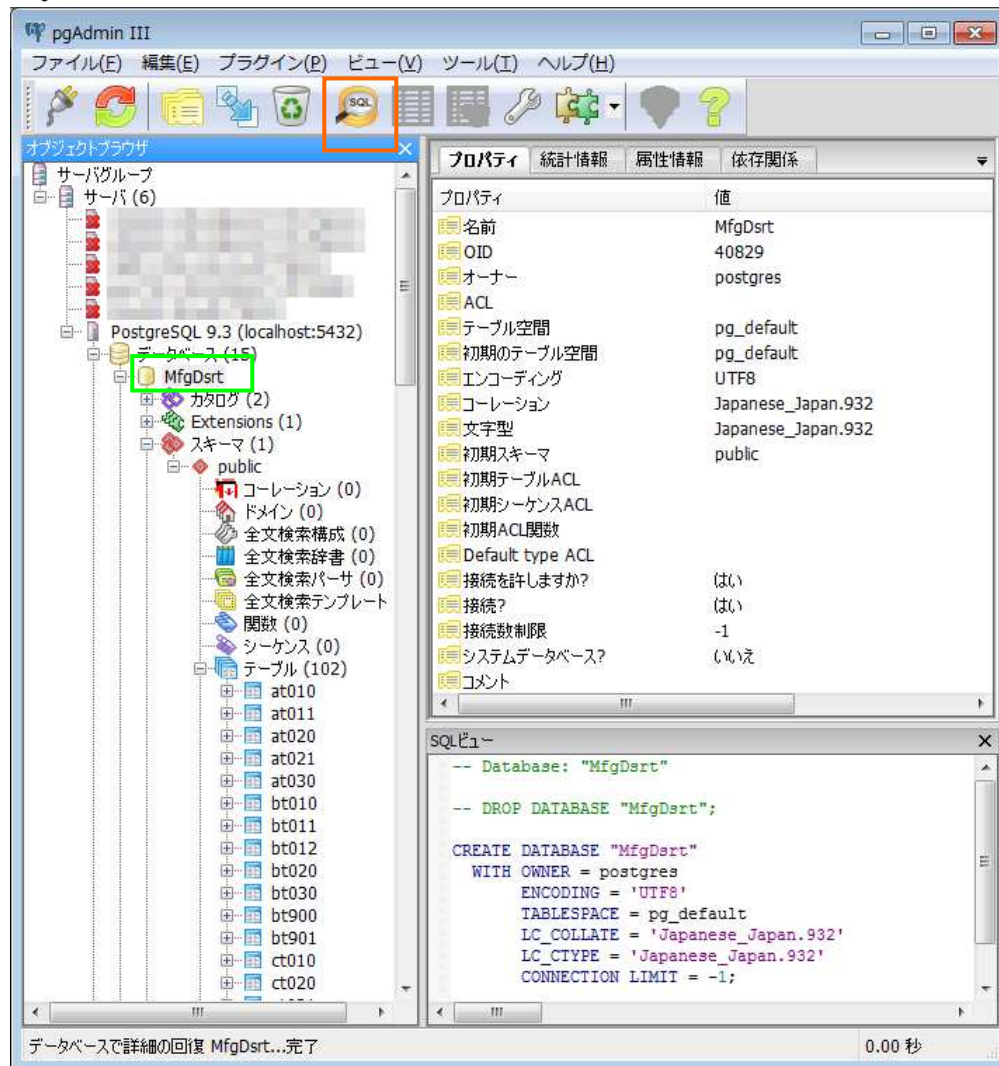 pgAdmin III
ファイル(F) 編集(E) プラグイン(P) ビュー(V) ツール(T) ヘルプ(H)
SQL
オブジェクトブラウザ
サーバグループ
サーバ (6)
PostgreSQL 9.3 (localhost:5432)
データベース (15)
MfgDsrt
カタログ (2)
Extensions (1)
スキーマ (1)
public
コーレーション (0)
ドメイン (0)
全文検索構成 (0)
全文検索辞書 (0)
全文検索パーサ (0)
全文検索テンプレート
関数 (0)
シーケンス (0)
テーブル (102)
at010
at011
at020
at021
at030
bt010
bt011
bt012
bt020
bt030
bt900
bt901
ct010
ct020
プロパティ 統計情報 属性情報 依存関係
プロパティ 値
名前 MfgDsrt
OID 40829
オーナー postgres
ACL
テーブル空間 pg_default
初期のテーブル空間 pg_default
エンコーディング UTF8
コーレーション Japanese_Japan.932
文字型 Japanese_Japan.932
初期スキーマ public
初期テーブルACL
初期シーケンスACL
初期ACL関数
Default type ACL
接続を許しますか? はい
接続? はい
接続数制限 -1
システムデータベース? いいえ
コメント
SQLビュー
-- Database: "MfgDsrt"
-- DROP DATABASE "MfgDsrt";
CREATE DATABASE "MfgDsrt"
WITH OWNER = postgres
ENCODING = 'UTF8'
TABLESPACE = pg_default
LC_COLLATE = 'Japanese_Japan.932'
LC_CTYPE = 'Japanese_Japan.932'
CONNECTION LIMIT = -1;
データベースで詳細の回復 MfgDsrt...完了 0.00 秒